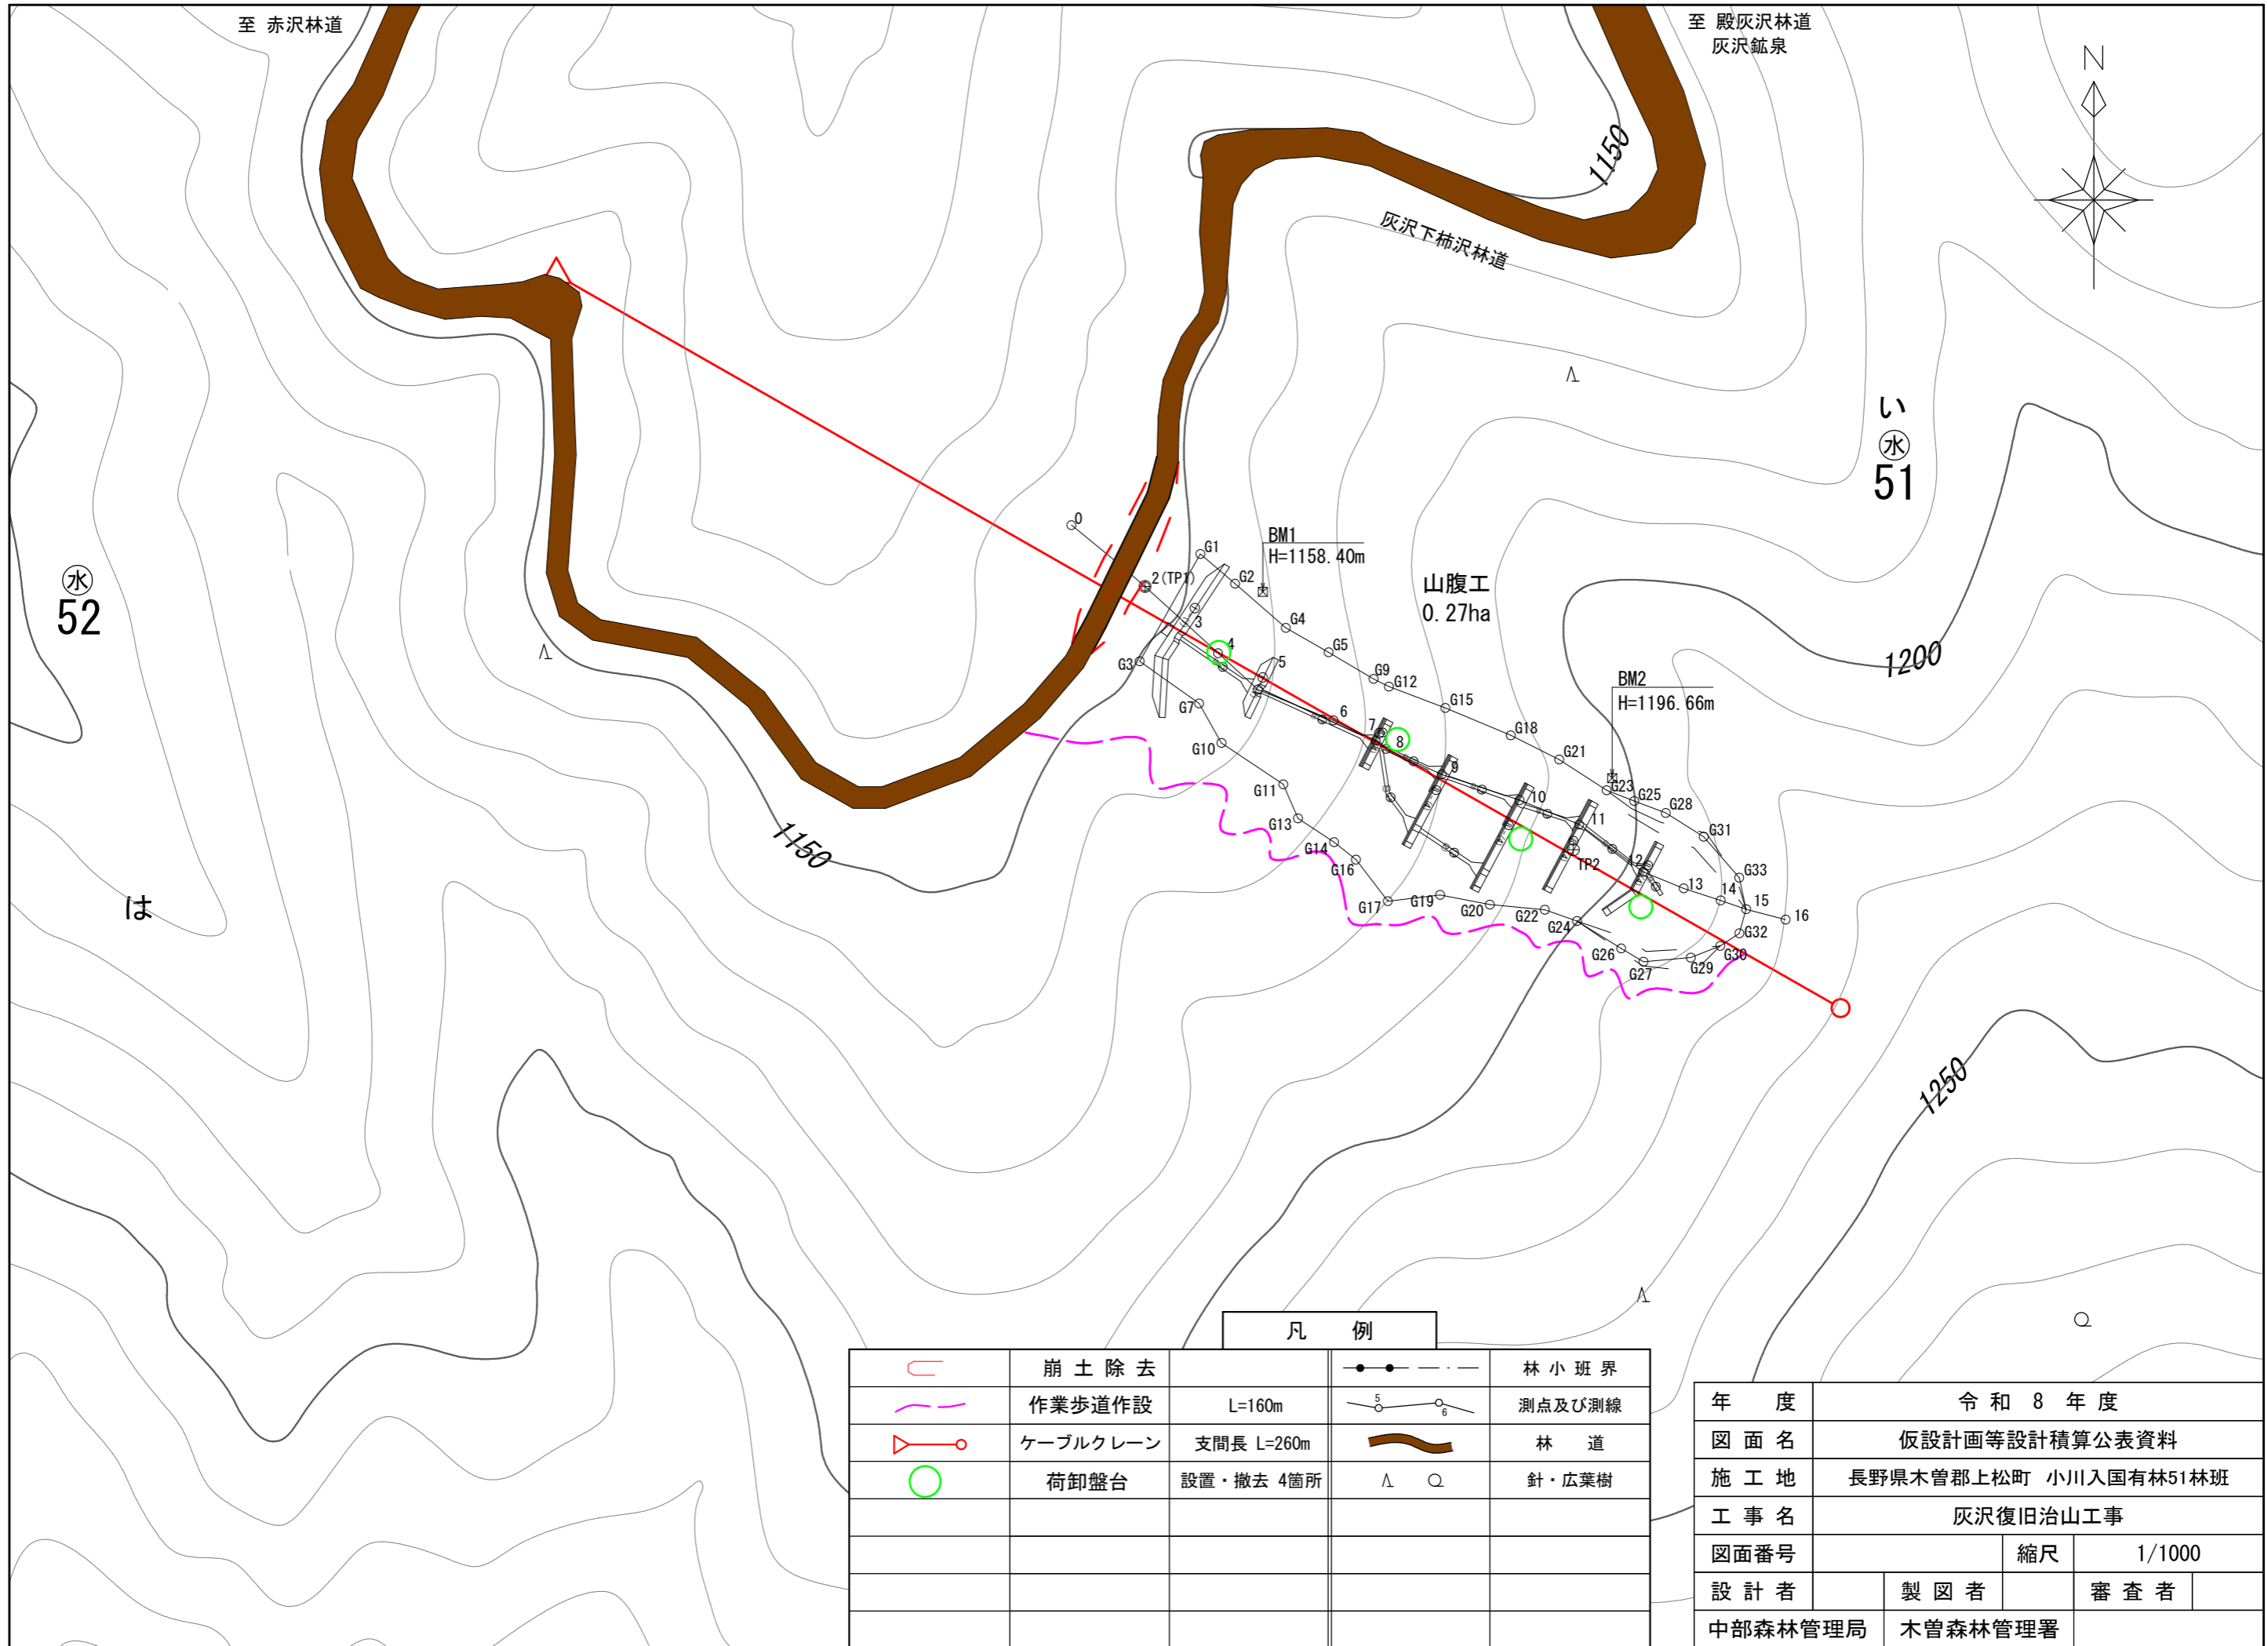 至 赤沢林道
至 殿灰沢林道
灰沢鉱泉
N
1150
灰沢下柿沢林道
い
水
51
水
52
は
0
G1
BM1
H=1158.40m
2(TP1)
G2
山腹工
0.27ha
3
G4
4
G5
G3
5
G9
G12
1200
BM2
H=1196.66m
G7
6
G15
7
G18
G10
8
G21
9
G11
G23
G25
10
G28
G13
11
G31
G14
12
TP2
G16
G33
13
14
15
G17
G19
G20
G22
16
G24
G32
G26
G30
G27
G29
1150
1250
凡 例
崩土除去
林小班界
作業歩道作設 L=160m
5
6
測点及び測線
ケーブルクレーン 支間長 L=260m
林 道
荷卸盤台 設置・撤去 4箇所
針・広葉樹
年 度 令和 8 年度
図面名 仮設計画等設計積算公表資料
施工地 長野県木曽郡上松町 小川入国有林51林班
工事名 灰沢復旧治山工事
図面番号 縮尺 1/1000
設計者 製図者 審査者
中部森林管理局 木曽森林管理署